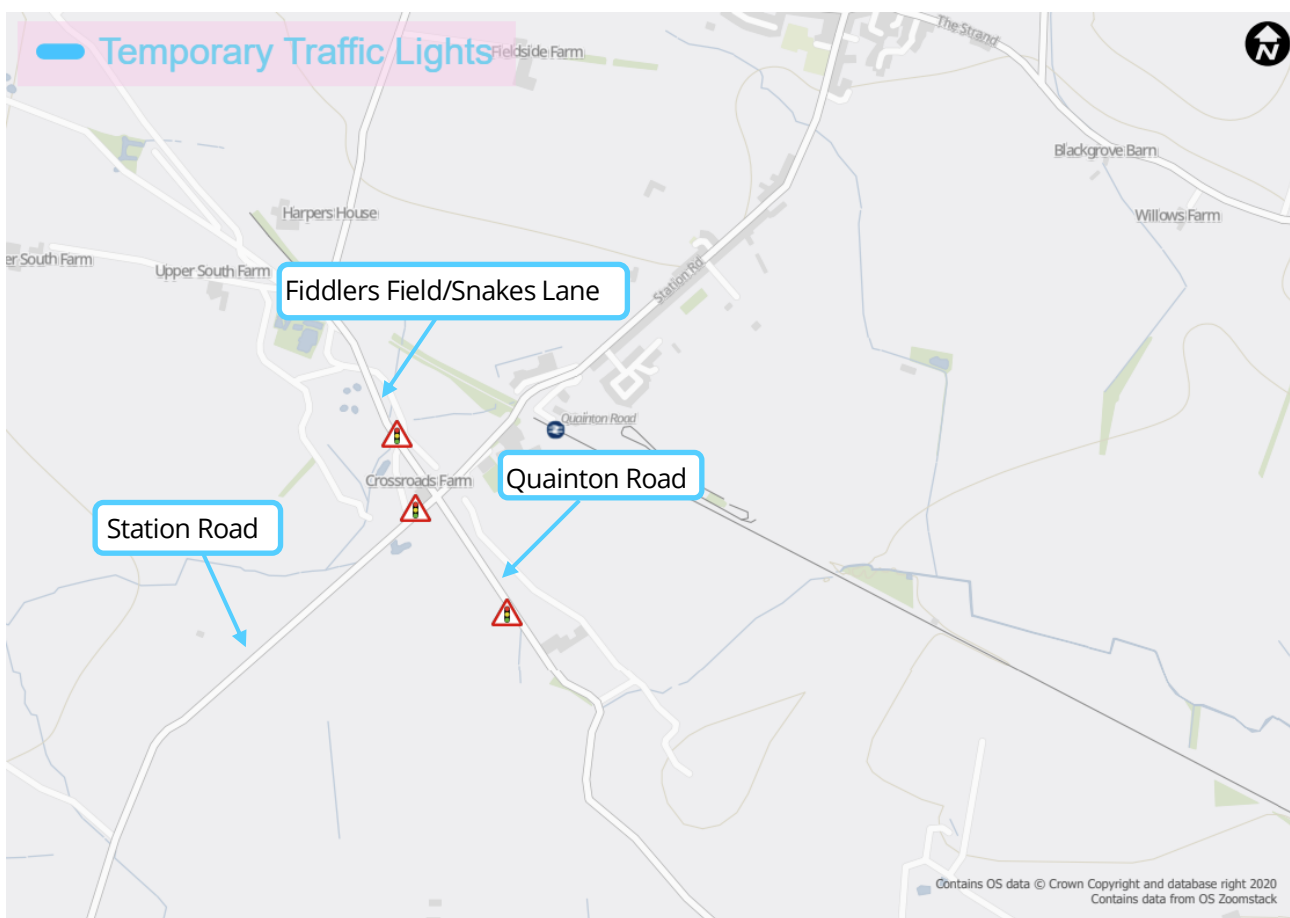 Temporary Traffic Lights
Fieldside Farm
The Strand
N
Blackgrove Barn
Harpers House
Willows Farm
er South Farm
Upper South Farm
Station Rd
Fiddlers Field/Snakes Lane
Quainton Road
Crossroads Farm
Quainton Road
Station Road
Contains OS data © Crown Copyright and database right 2020
Contains data from OS Zoomstack